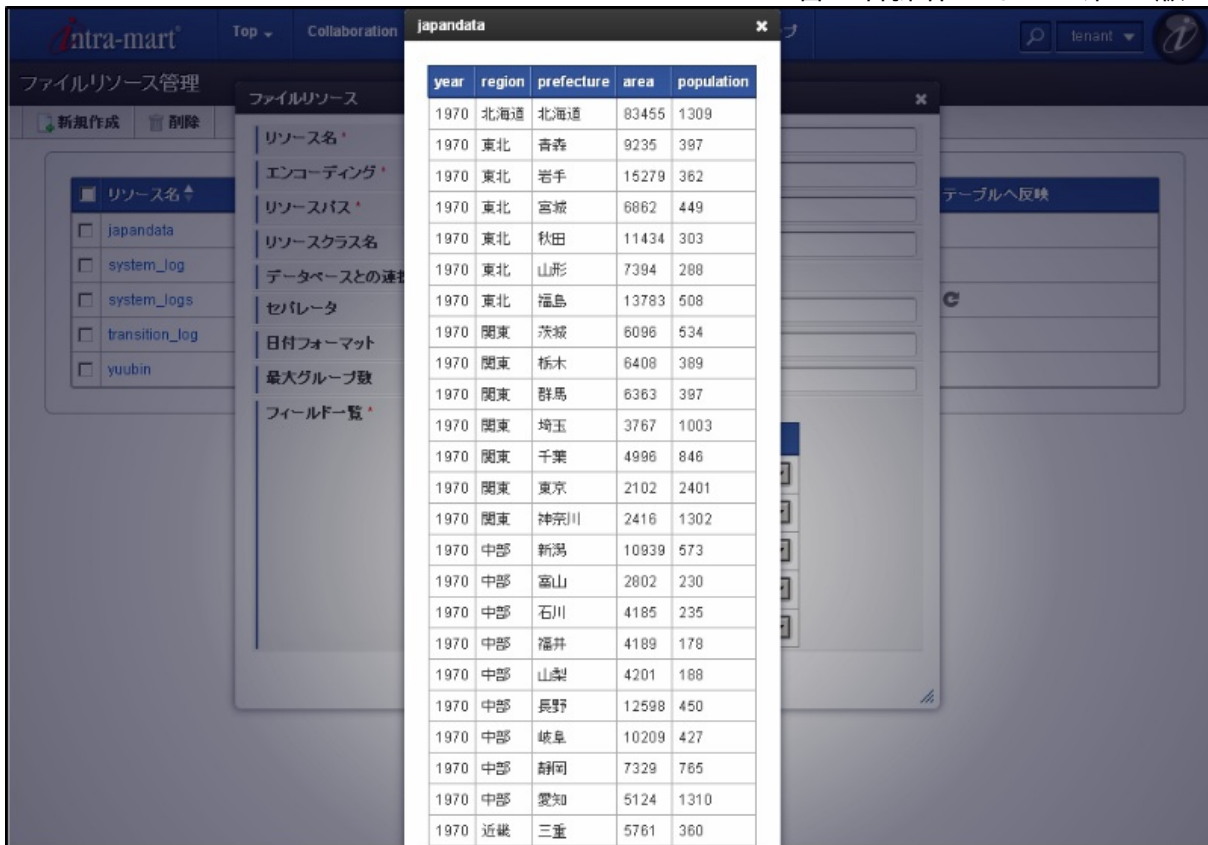 intra-mart
Top
Collaboration
tenant
ファイルリソース管理
新規作成
削除
リソース名
テーブルへ反映
japandata
system_log
system_logs
transition_log
yuubin
ファイルリソース
リソース名 *
エンコーディング *
リソースパス *
リソースクラス名
データベースとの連携
セパレータ
日付フォーマット
最大グループ数
フィールド一覧 *
japandata
year region prefecture area population
1970 北海道 北海道 83455 1309
1970 東北 青森 9235 397
1970 東北 岩手 15279 362
1970 東北 宮城 6862 449
1970 東北 秋田 11434 303
1970 東北 山形 7394 288
1970 東北 福島 13783 508
1970 関東 茨城 6096 534
1970 関東 栃木 6408 389
1970 関東 群馬 6363 397
1970 関東 埼玉 3767 1003
1970 関東 千葉 4996 846
1970 関東 東京 2102 2401
1970 関東 神奈川 2416 1302
1970 中部 新潟 10939 573
1970 中部 富山 2802 230
1970 中部 石川 4185 235
1970 中部 福井 4189 178
1970 中部 山梨 4201 188
1970 中部 長野 12598 450
1970 中部 岐阜 10209 427
1970 中部 静岡 7329 765
1970 中部 愛知 5124 1310
1970 近畿 三重 5761 360